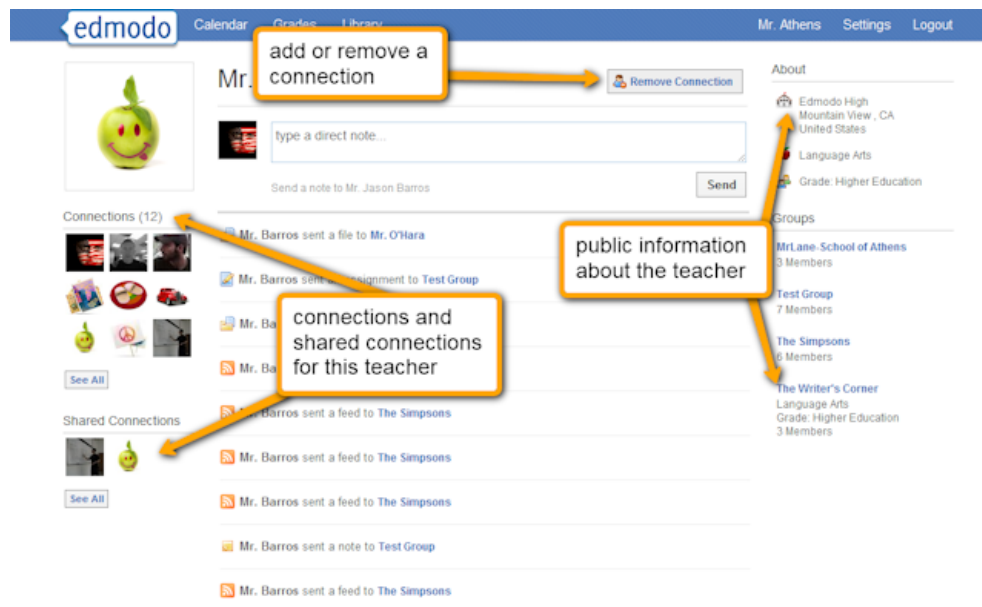 edmodo
Calendar Grades Library
Mr. Athens Settings Logout
add or remove a
connection
Mr.
Remove Connection
type a direct note...
Send a note to Mr. Jason Barros
Send
Connections (12)
See All
Shared Connections
See All
Mr. Barros sent a file to Mr. O'Hara
Mr. Barros sent assignment to Test Group
Mr. Ba
Mr. Ba
connections and
shared connections
for this teacher
Barros sent a feed to The Simpsons
Mr. Barros sent a feed to The Simpsons
Mr. Barros sent a feed to The Simpsons
Mr. Barros sent a note to Test Group
Mr. Barros sent a feed to The Simpsons
public information
about the teacher
About
Edmodo High
Mountain View , CA
United States
Language Arts
Grade: Higher Education
Groups
MrLane-School of Athens
3 Members
Test Group
7 Members
The Simpsons
6 Members
The Writer's Corner
Language Arts
Grade: Higher Education
3 Members